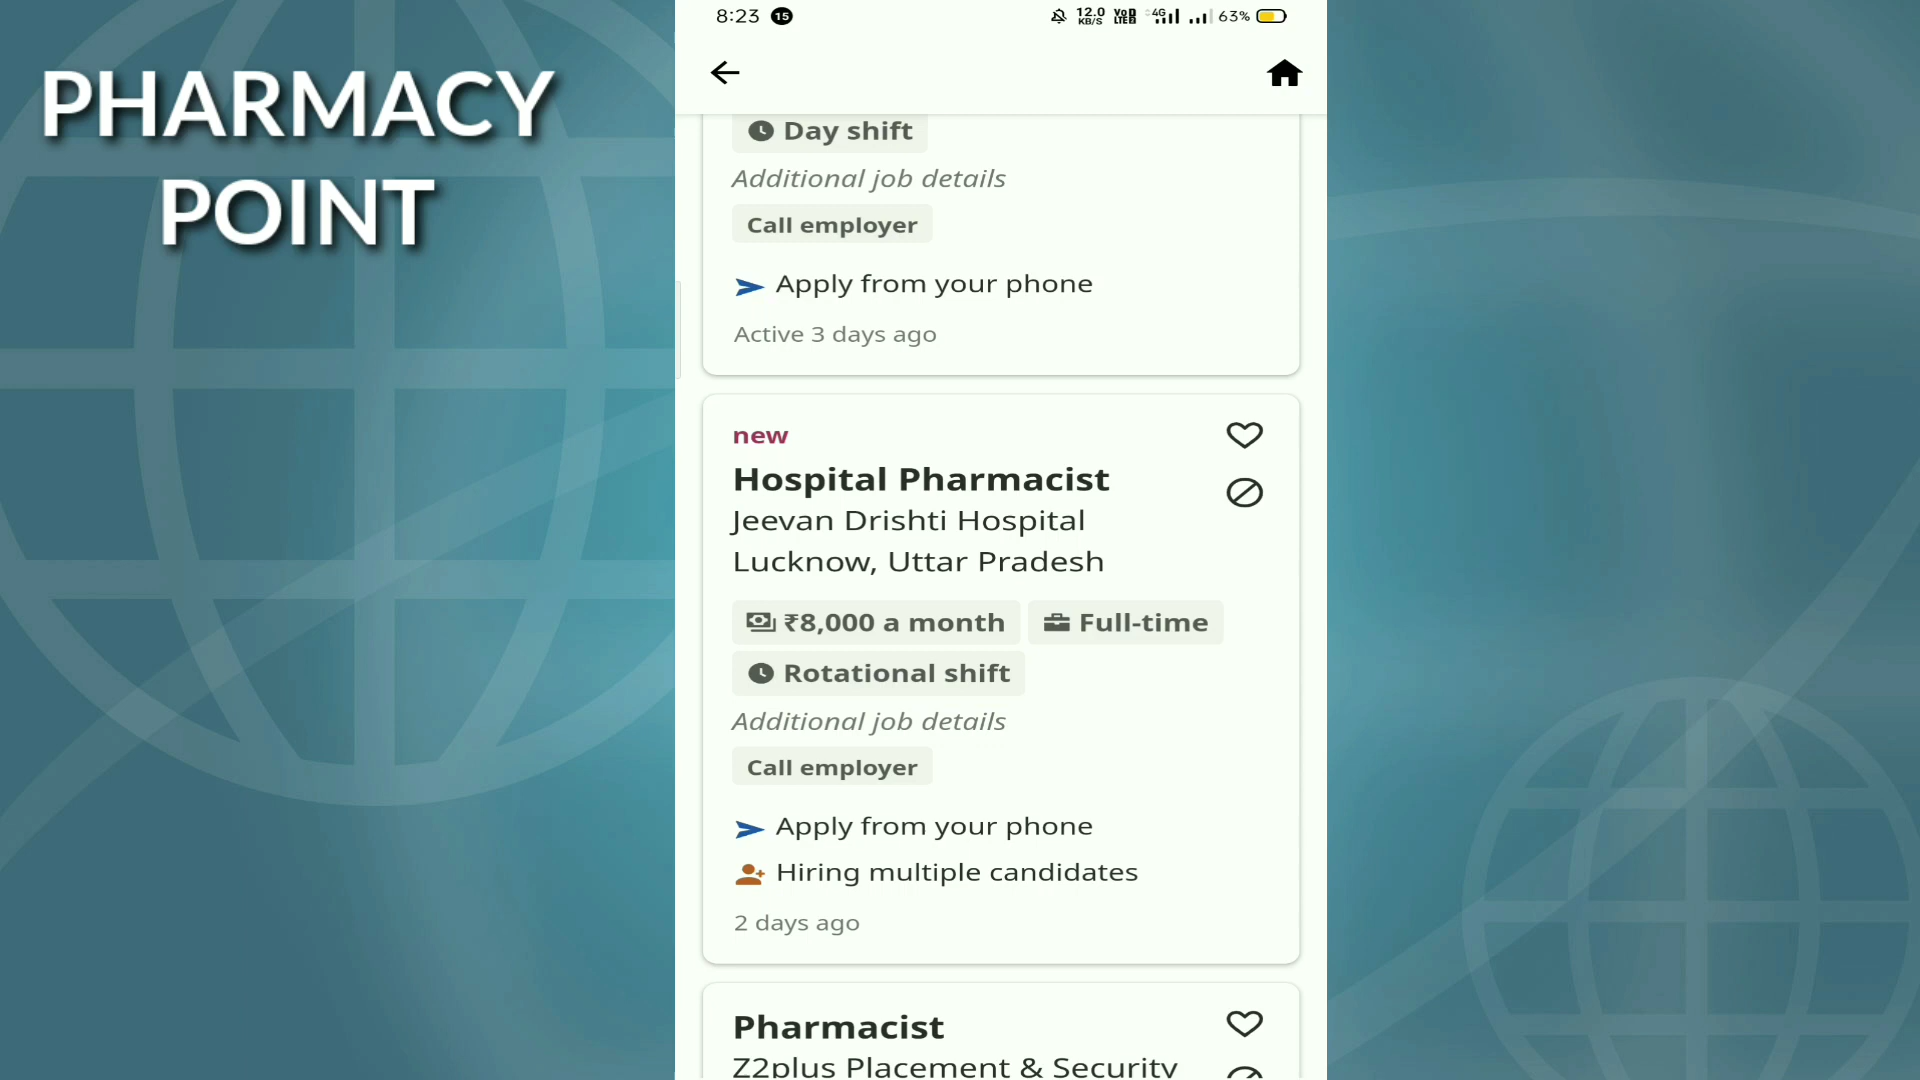 PHARMACY
POINT
8:23 15 12.0 KB/S VoD LTE2 4G 63%
Day shift
Additional job details
Call employer
Apply from your phone
Active 3 days ago
new
Hospital Pharmacist
Jeevan Drishti Hospital
Lucknow, Uttar Pradesh
₹8,000 a month Full-time
Rotational shift
Additional job details
Call employer
Apply from your phone
Hiring multiple candidates
2 days ago
Pharmacist
Z2plus Placement & Security